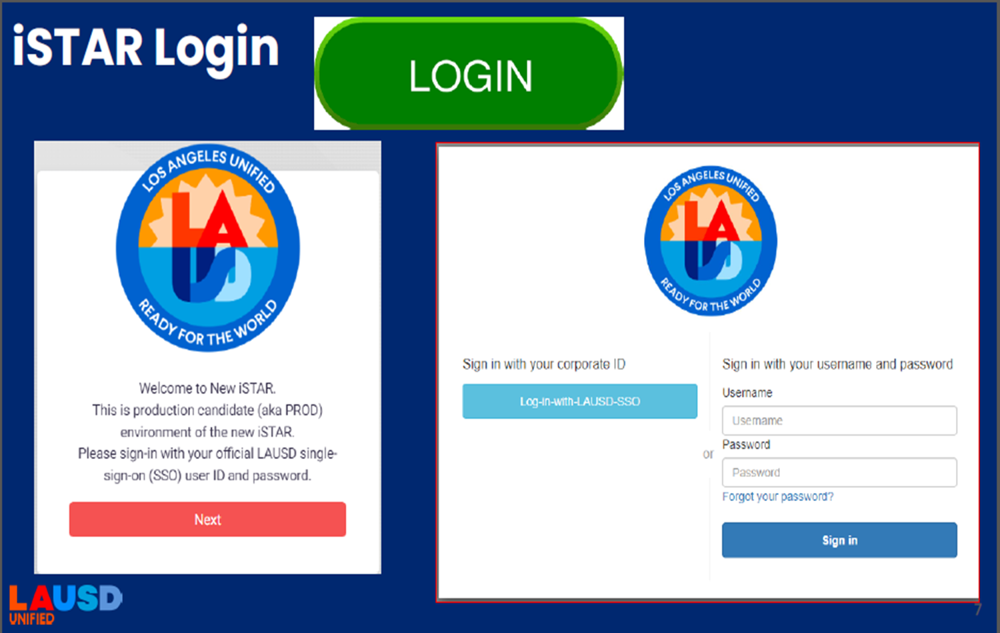 iSTAR Login
LOGIN
LOS ANGELES UNIFIED
LAUSD
READY FOR THE WORLD
Welcome to New iSTAR.
This is production candidate (aka PROD)
environment of the new iSTAR.
Please sign-in with your official LAUSD single-
sign-on (SSO) user ID and password.
Next
LOS ANGELES UNIFIED
LAUSD
READY FOR THE WORLD
Sign in with your corporate ID
Log-in-with-LAUSD-SSO
or
Sign in with your username and password
Username
Username
Password
Password
Forgot your password?
Sign in
LAUSD
UNIFIED
7